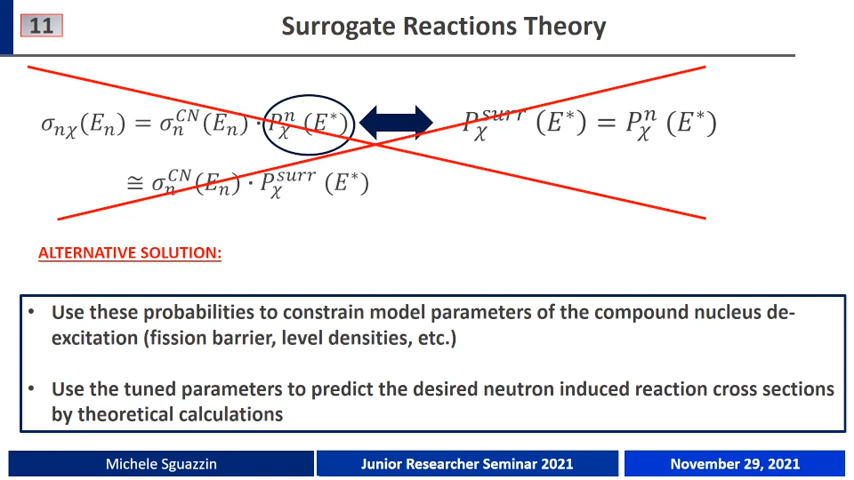 11
Surrogate Reactions Theory
σ_{nχ}(E_n) = σ_n^{CN}(E_n) · P_χ^n (E*) P_χ^{surr} (E*) = P_χ^n (E*)
≅ σ_n^{CN}(E_n) · P_χ^{surr} (E*)
ALTERNATIVE SOLUTION:
• Use these probabilities to constrain model parameters of the compound nucleus de-
excitation (fission barrier, level densities, etc.)
• Use the tuned parameters to predict the desired neutron induced reaction cross sections
by theoretical calculations
Michele Sguazzin Junior Researcher Seminar 2021 November 29, 2021